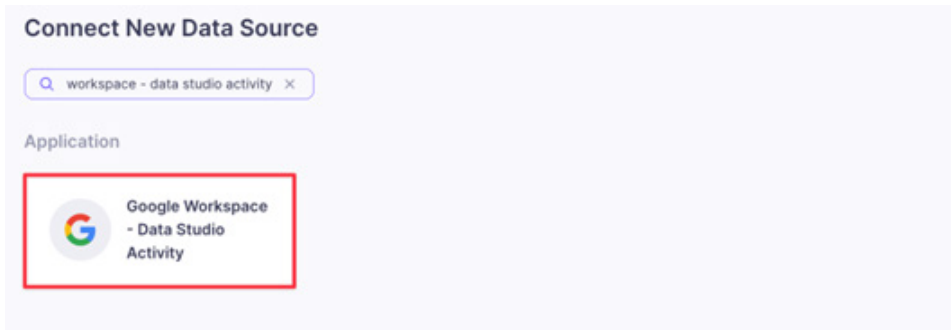 Connect New Data Source
workspace - data studio activity ×
Application
Google Workspace
- Data Studio
Activity